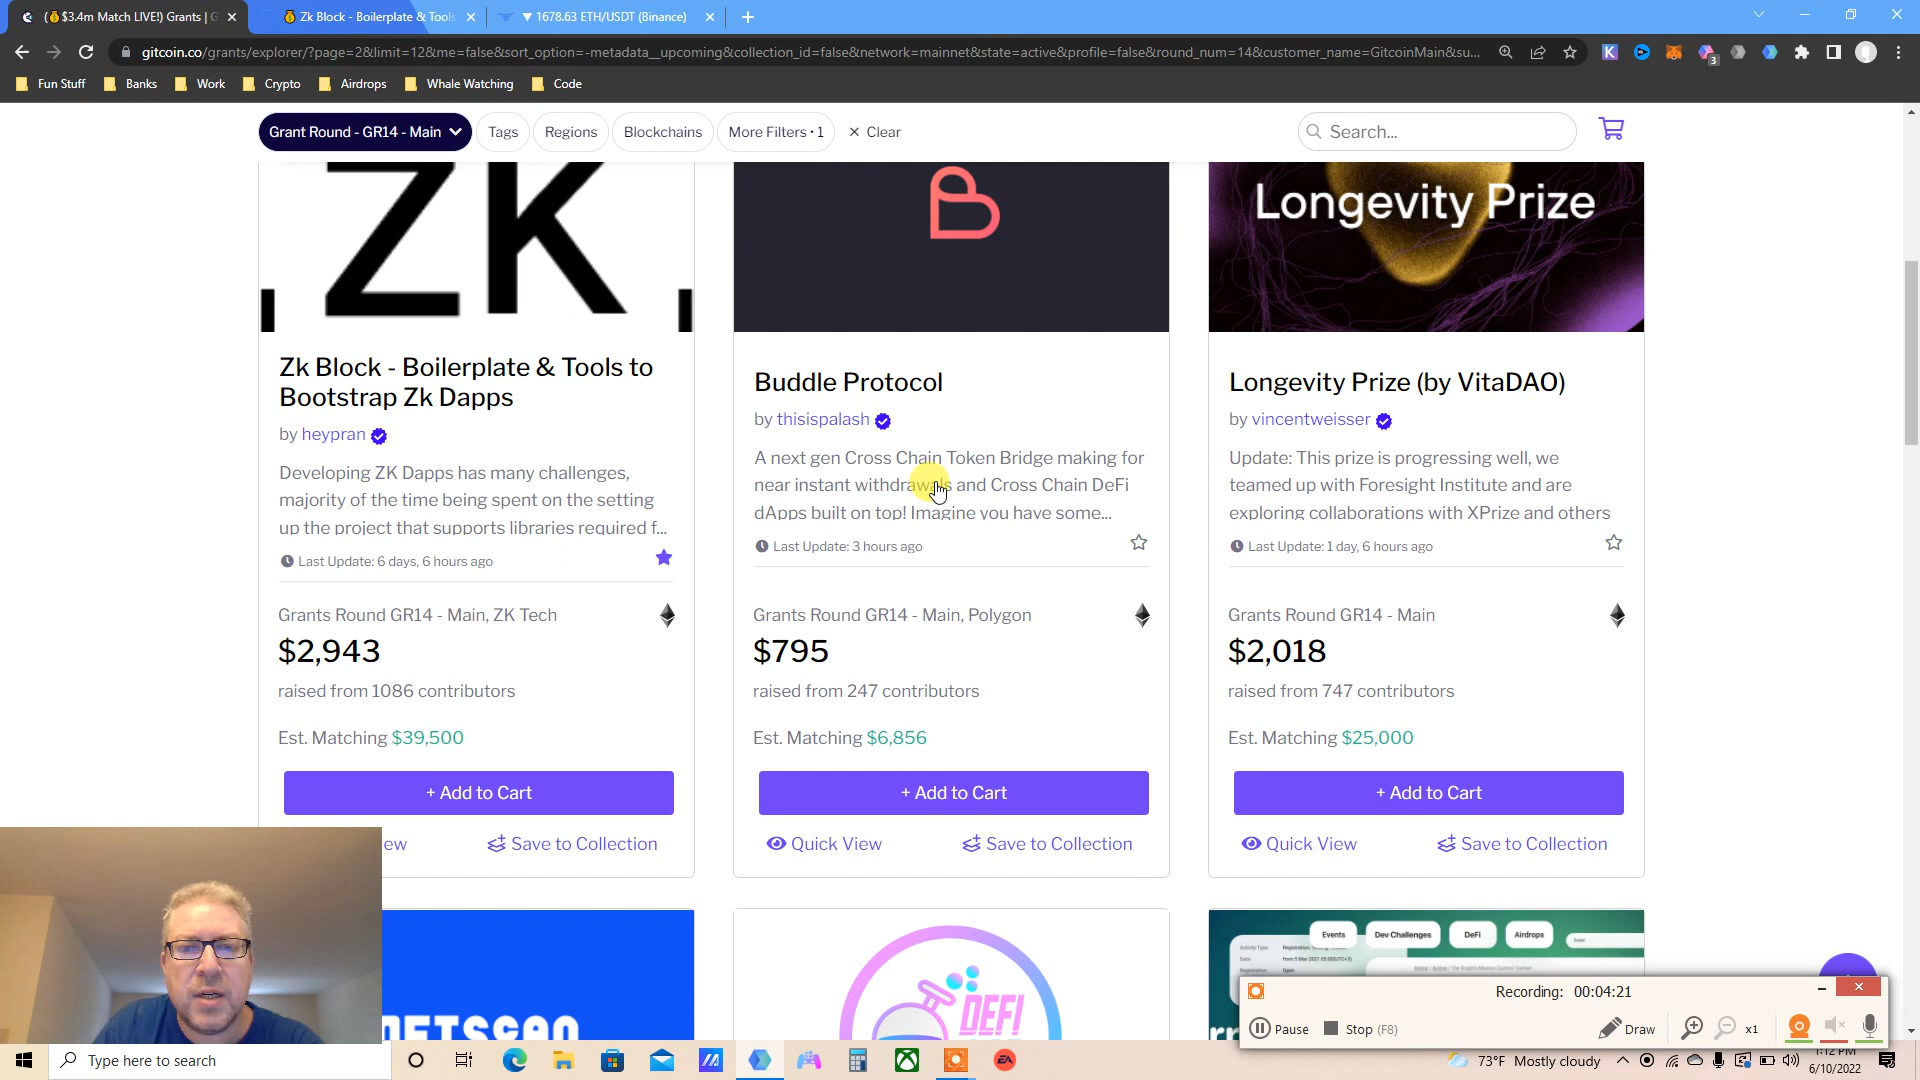 ($3.4m Match LIVE!) Grants | G
Zk Block - Boilerplate & Tools
▼ 1678.63 ETH/USDT (Binance)
gitcoin.co/grants/explorer/?page=2&limit=12&me=false&sort_option=-metadata__upcoming&collection_id=false&network=mainnet&state=active&profile=false&round_num=14&customer_name=GitcoinMain&su...
3
Fun Stuff Banks Work Crypto Airdrops Whale Watching Code
Grant Round - GR14 - Main Tags Regions Blockchains More Filters • 1 × Clear Search...
ZK
Longevity Prize
Zk Block - Boilerplate & Tools to
Bootstrap Zk Dapps
by heypran
Developing ZK Dapps has many challenges,
majority of the time being spent on the setting
up the project that supports libraries required f...
Last Update: 6 days, 6 hours ago
Grants Round GR14 - Main, ZK Tech
$2,943
raised from 1086 contributors
Est. Matching $39,500
+ Add to Cart
ew Save to Collection
Buddle Protocol
by thisispalash
A next gen Cross Chain Token Bridge making for
near instant withdrawals and Cross Chain DeFi
dApps built on top! Imagine you have some...
Last Update: 3 hours ago
Grants Round GR14 - Main, Polygon
$795
raised from 247 contributors
Est. Matching $6,856
+ Add to Cart
Quick View Save to Collection
Longevity Prize (by VitaDAO)
by vincentweisser
Update: This prize is progressing well, we
teamed up with Foresight Institute and are
exploring collaborations with XPrize and others
Last Update: 1 day, 6 hours ago
Grants Round GR14 - Main
$2,018
raised from 747 contributors
Est. Matching $25,000
+ Add to Cart
Quick View Save to Collection
DEFI
Events Dev Challenges DeFi Airdrops
Recording: 00:04:21
Pause Stop (F8) Draw x1
Type here to search
EA
73°F Mostly cloudy
1:12 PM
6/10/2022